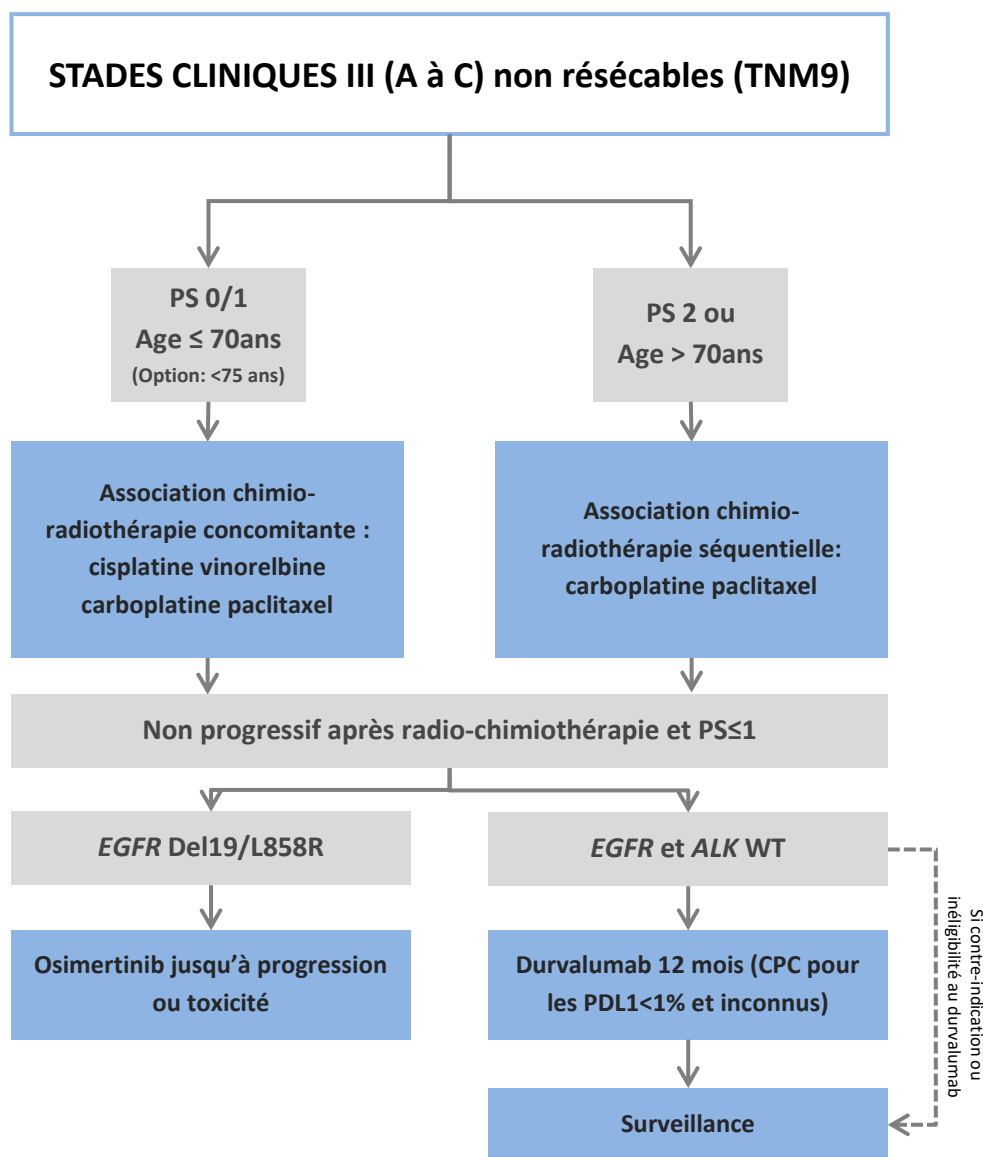 STADES CLINIQUES III (A à C) non résécables (TNM9)
PS 0/1
Age ≤ 70ans
(Option: <75 ans)
PS 2 ou
Age > 70ans
Association chimio-
radiothérapie concomitante :
cisplatine vinorelbine
carboplatine paclitaxel
Association chimio-
radiothérapie séquentielle:
carboplatine paclitaxel
Non progressif après radio-chimiothérapie et PS≤1
EGFR Del19/L858R
EGFR et ALK WT
Osimertinib jusqu’à progression
ou toxicité
Durvalumab 12 mois (CPC pour
les PDL1<1% et inconnus)
Si contre-indication ou
inéligibilité au durvalumab
Surveillance